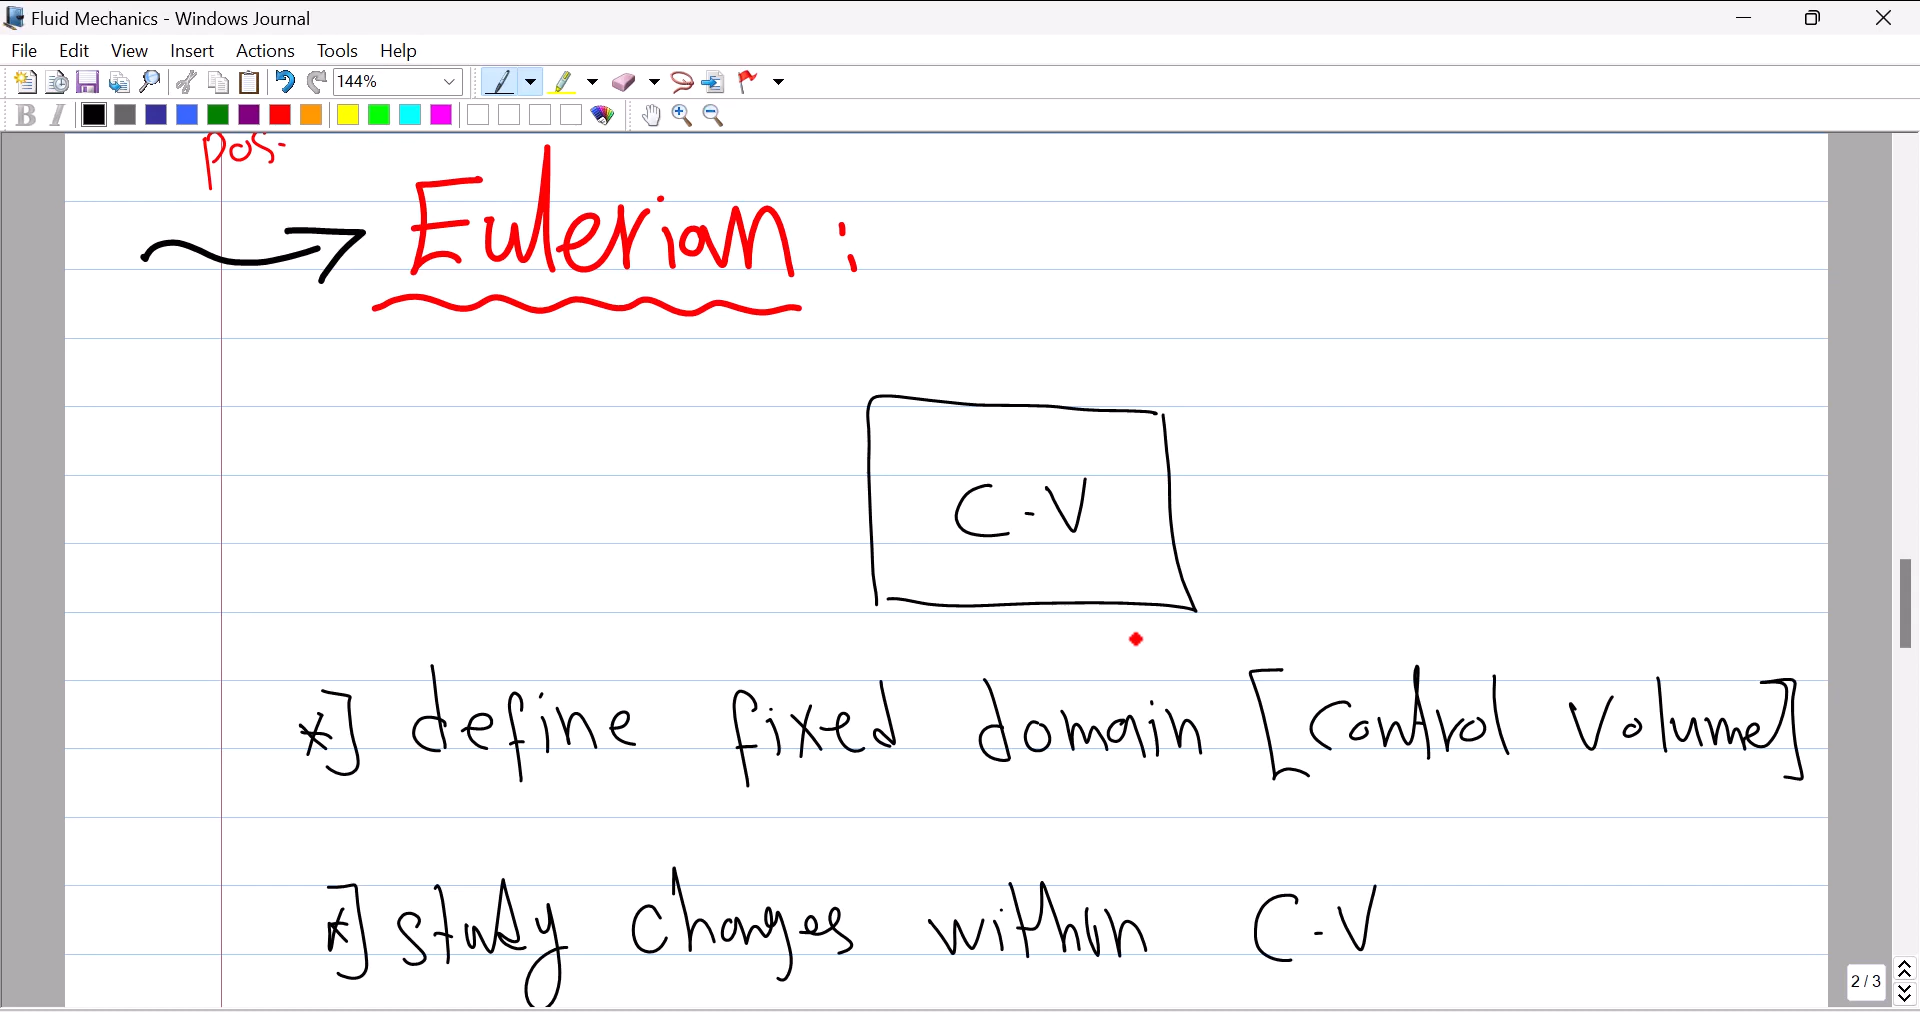 Fluid Mechanics - Windows Journal
File Edit View Insert Actions Tools Help
144%
B I
pos.
Eulerian :
C-V
*] define fixed domain [Control Volume]
*] study changes within C-V
2 / 3